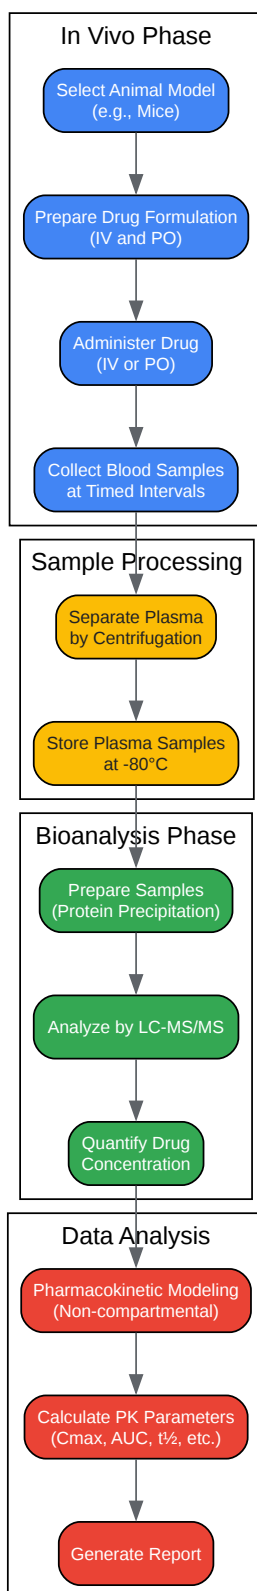 In Vivo Phase
Select Animal Model
(e.g., Mice)
Prepare Drug Formulation
(IV and PO)
Administer Drug
(IV or PO)
Collect Blood Samples
at Timed Intervals
Sample Processing
Separate Plasma
by Centrifugation
Store Plasma Samples
at -80°C
Bioanalysis Phase
Prepare Samples
(Protein Precipitation)
Analyze by LC-MS/MS
Quantify Drug
Concentration
Data Analysis
Pharmacokinetic Modeling
(Non-compartmental)
Calculate PK Parameters
(Cmax, AUC, t½, etc.)
Generate Report